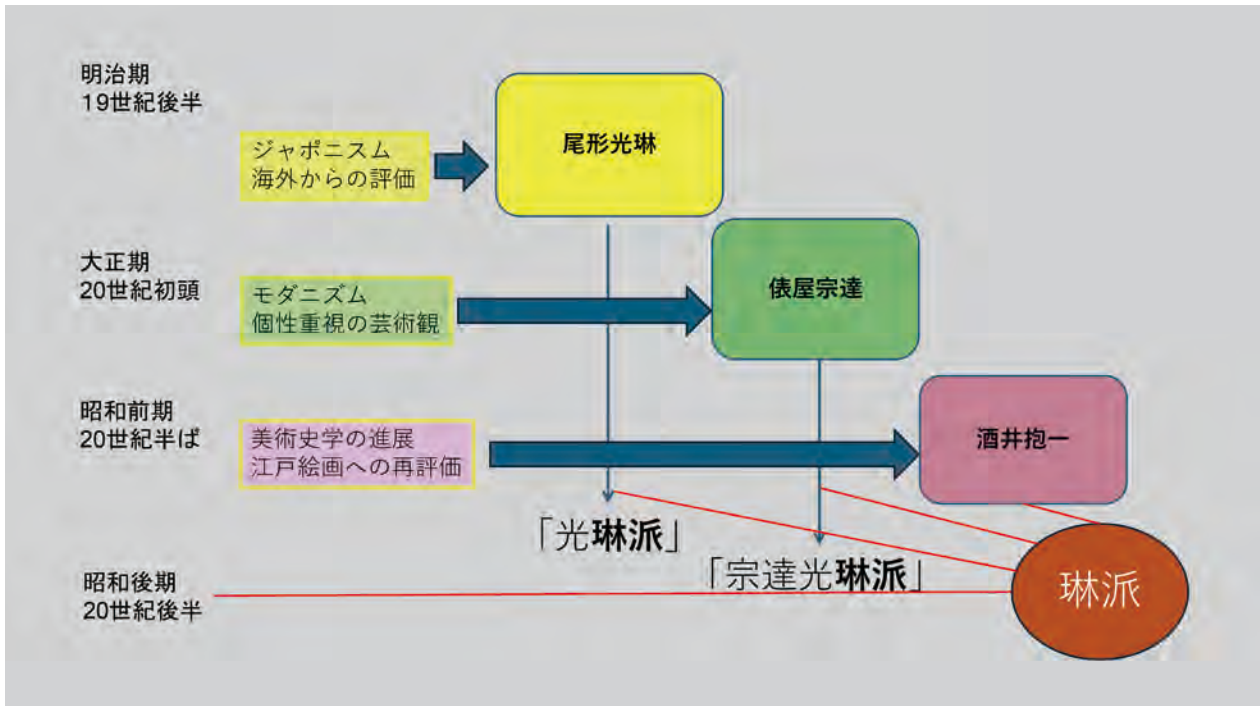 明治期
19世紀後半
ジャポニスム
海外からの評価
尾形光琳
大正期
20世紀初頭
モダニズム
個性重視の芸術観
俵屋宗達
昭和前期
20世紀半ば
美術史学の進展
江戸絵画への再評価
酒井抱一
「光琳派」
「宗達光琳派」
昭和後期
20世紀後半
琳派